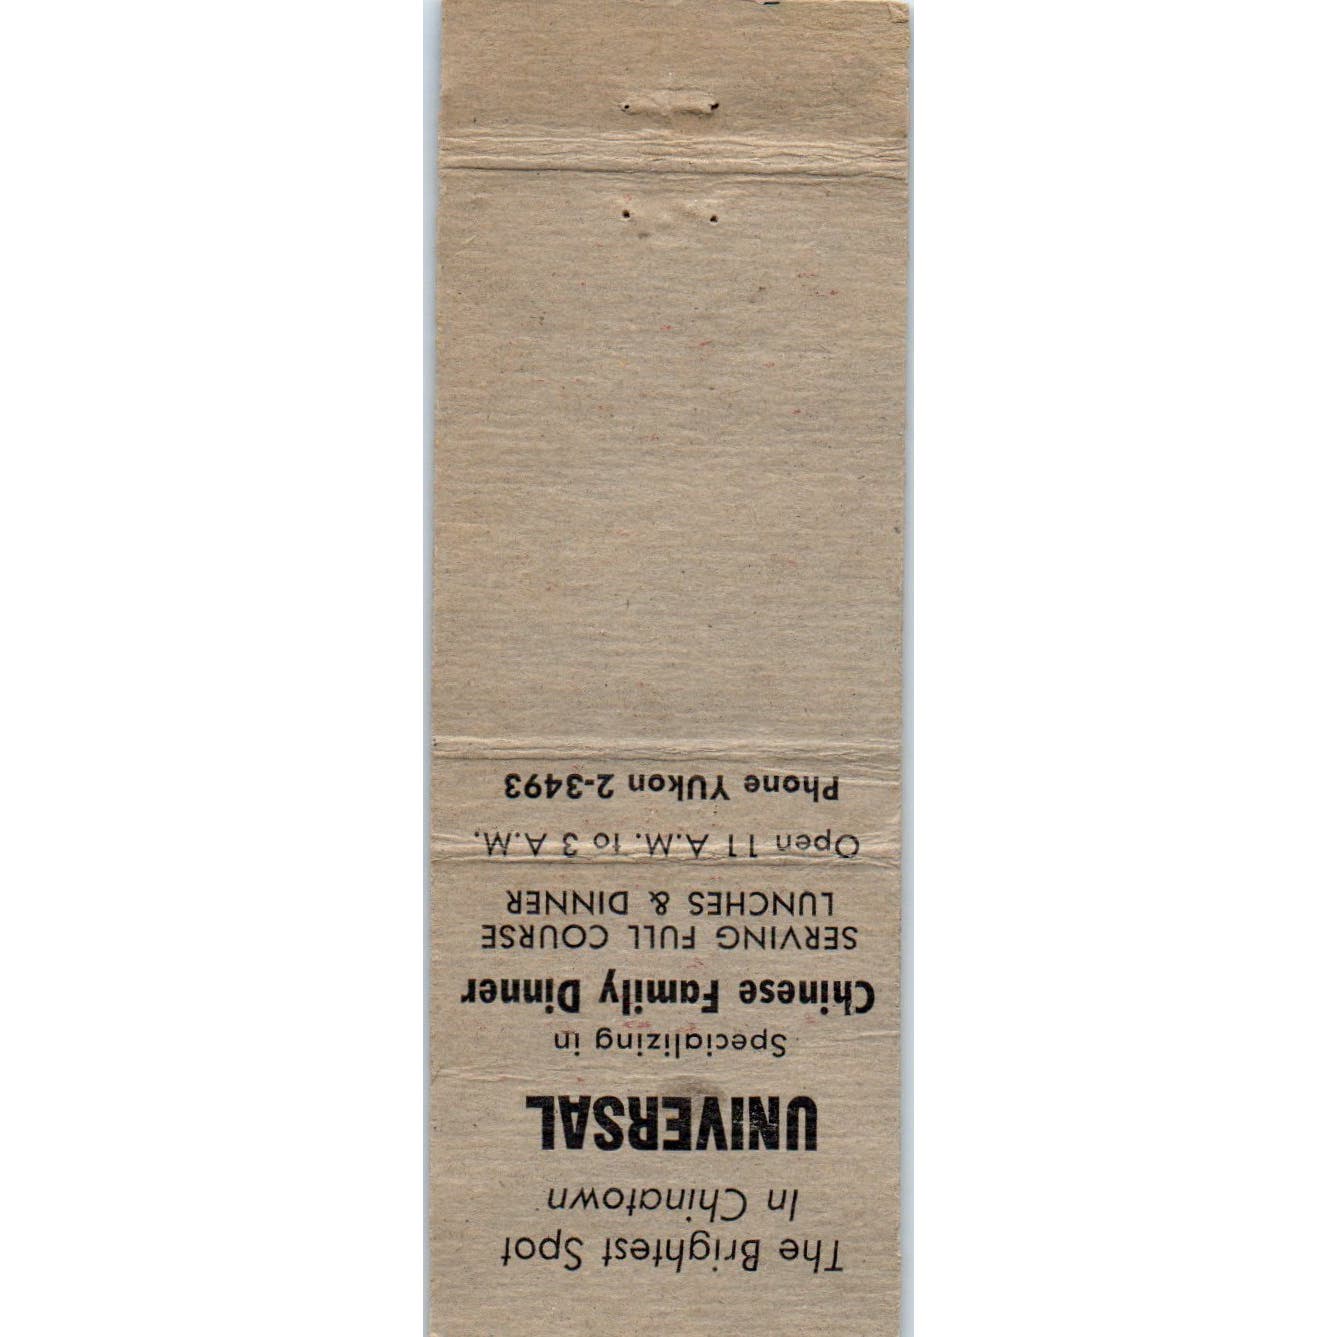 The Brightest Spot
In Chinatown
UNIVERSAL
Specializing in
Chinese Family Dinner
SERVING FULL COURSE
LUNCHES & DINNER
Open 11 A.M. to 3 A M.
Phone YUkon 2-3493